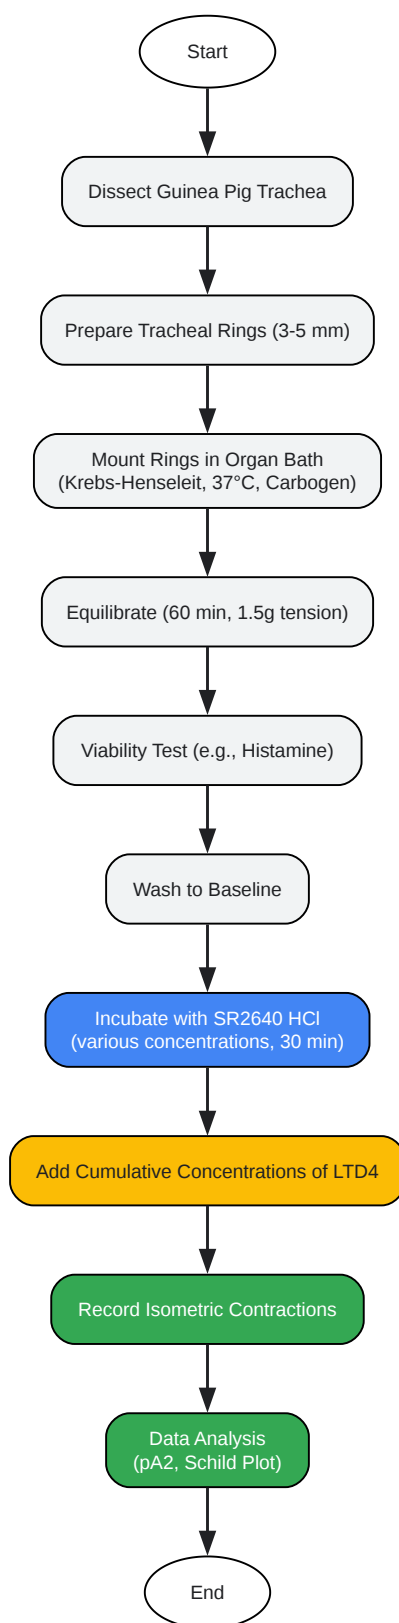 Start
Dissect Guinea Pig Trachea
Prepare Tracheal Rings (3-5 mm)
Mount Rings in Organ Bath
(Krebs-Henseleit, 37°C, Carbogen)
Equilibrate (60 min, 1.5g tension)
Viability Test (e.g., Histamine)
Wash to Baseline
Incubate with SR2640 HCl
(various concentrations, 30 min)
Add Cumulative Concentrations of LTD4
Record Isometric Contractions
Data Analysis
(pA2, Schild Plot)
End